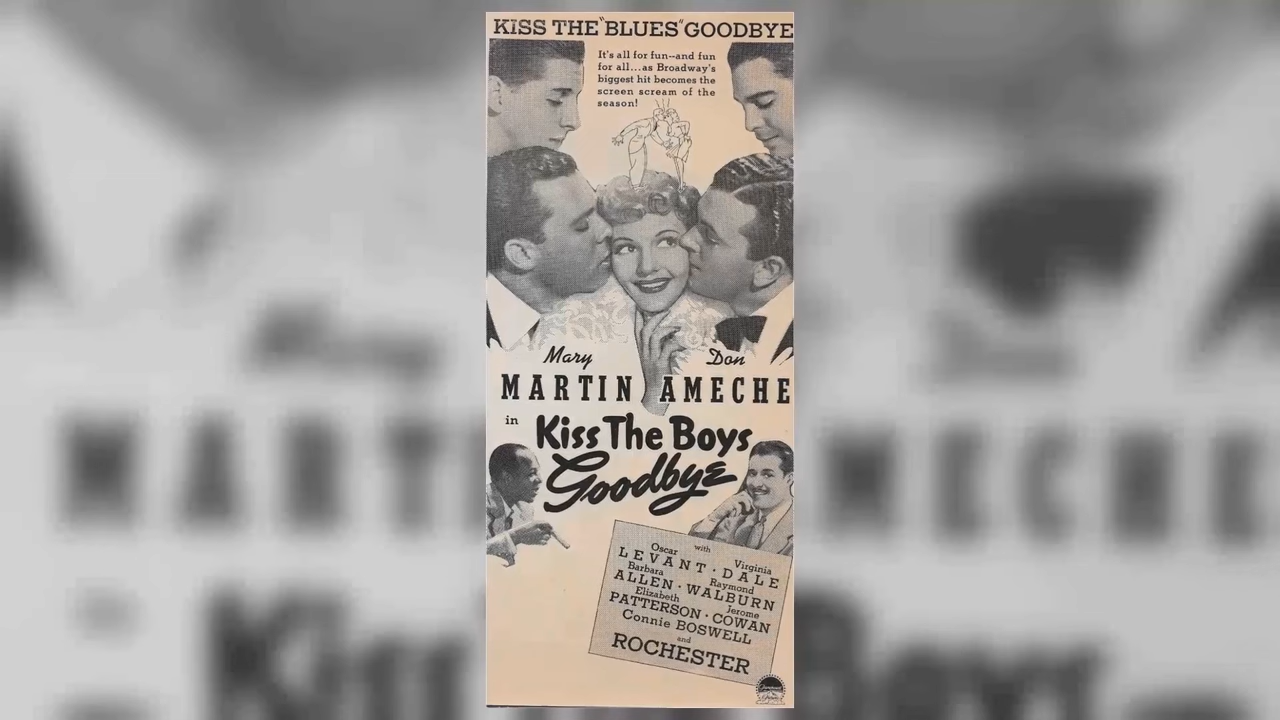 KISS THE "BLUES" GOODBYE
It's all for fun--and fun
for all...as Broadway's
biggest hit becomes the
screen scream of the
season!
Mary Don
MARTIN AMECHE
in Kiss The Boys
Goodbye
with
Oscar Virginia
LEVANT · DALE
Barbara Raymond
ALLEN · WALBURN
Elizabeth Jerome
PATTERSON · COWAN
Connie BOSWELL
and
ROCHESTER
Paramount